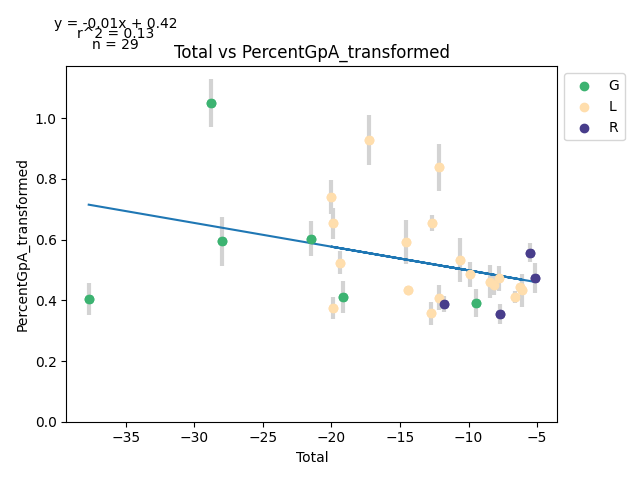 y = -0.01x + 0.42
r^2 = 0.13
n = 29
Total vs PercentGpA_transformed
G
L
R
PercentGpA_transformed
1.0
0.8
0.6
0.4
0.2
0.0
−35
−30
−25
−20
−15
−10
−5
Total